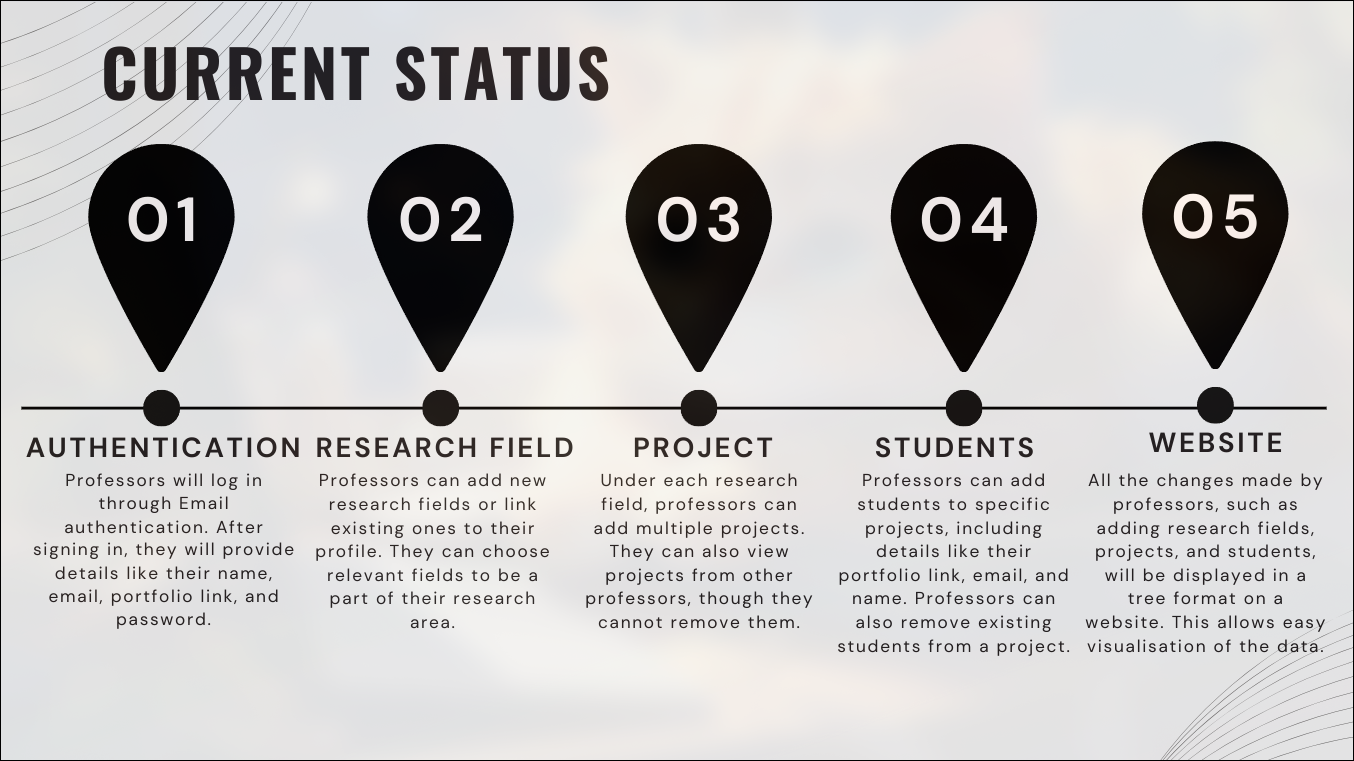 CURRENT STATUS
01
02
03
04
05
AUTHENTICATION
Professors will log in
through Email
authentication. After
signing in, they will provide
details like their name,
email, portfolio link, and
password.
RESEARCH FIELD
Professors can add new
research fields or link
existing ones to their
profile. They can choose
relevant fields to be a
part of their research
area.
PROJECT
Under each research
field, professors can
add multiple projects.
They can also view
projects from other
professors, though they
cannot remove them.
STUDENTS
Professors can add
students to specific
projects, including
details like their
portfolio link, email, and
name. Professors can
also remove existing
students from a project.
WEBSITE
All the changes made by
professors, such as
adding research fields,
projects, and students,
will be displayed in a
tree format on a
website. This allows easy
visualisation of the data.